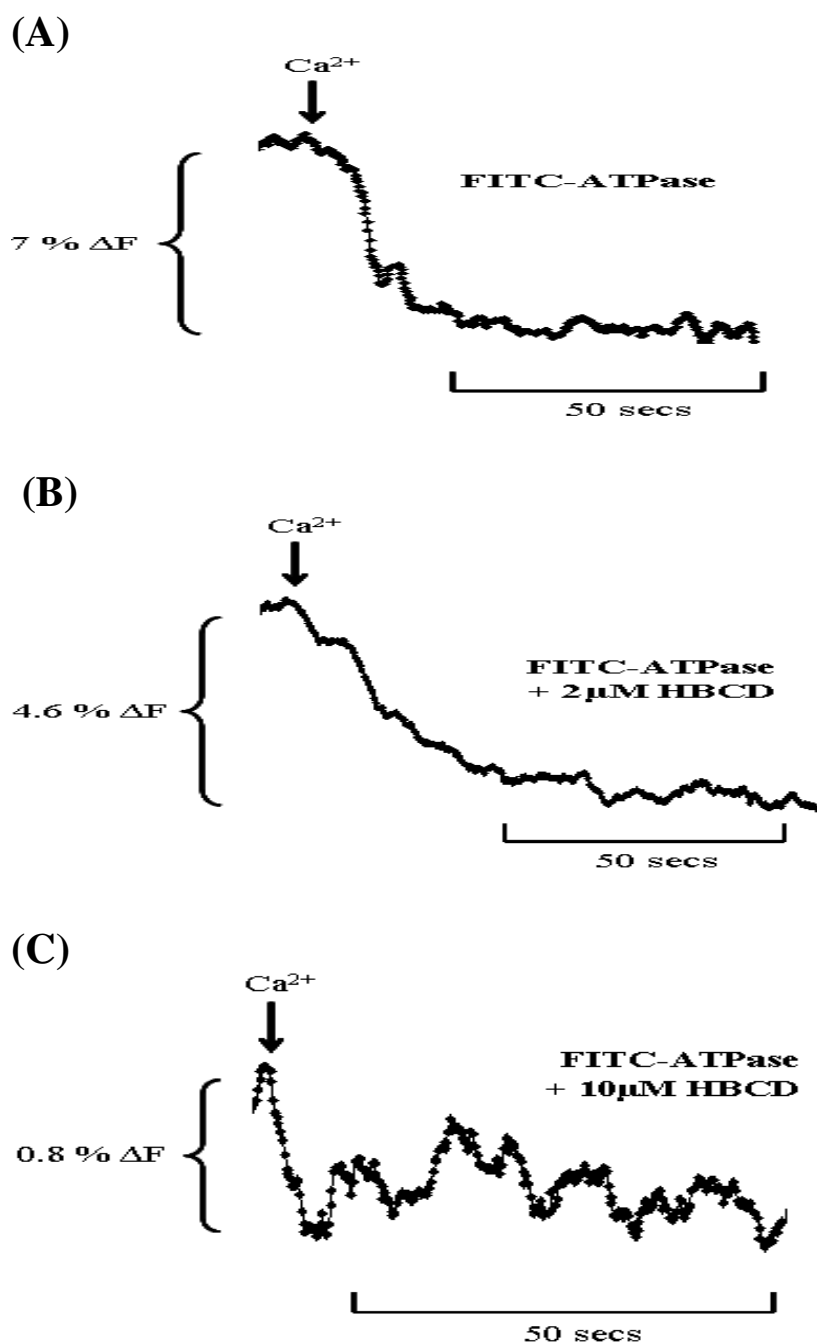 (A)
Ca²⁺
FITC-ATPase
7 % ΔF
50 secs
(B)
Ca²⁺
FITC-ATPase
+ 2µM HBCD
4.6 % ΔF
50 secs
(C)
Ca²⁺
FITC-ATPase
+ 10µM HBCD
0.8 % ΔF
50 secs